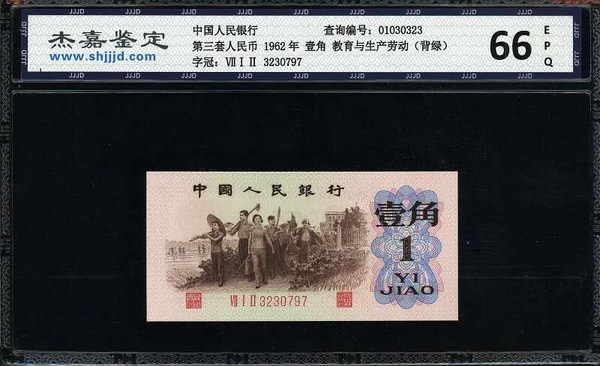 杰嘉鉴定
www.shjjjd.com
中国人民银行 查询编号：01030323
第三套人民币 1962年 壹角 教育与生产劳动（背绿）
字冠：Ⅶ Ⅰ Ⅱ 3230797
66
E
P
Q
中國人民銀行
壹角
1
YI
JIAO
Ⅶ Ⅰ Ⅱ 3230797